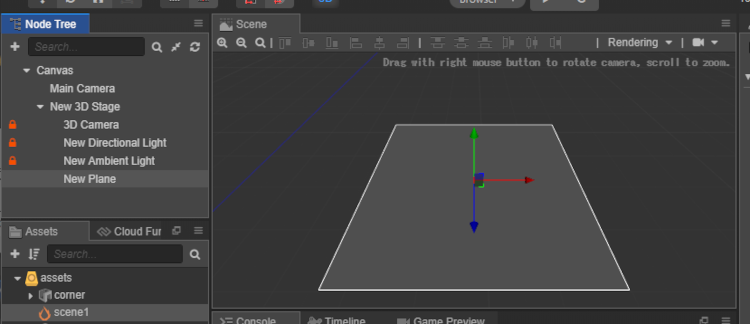 Browser
Node Tree
Search...
Canvas
Main Camera
New 3D Stage
3D Camera
New Directional Light
New Ambient Light
New Plane
Assets
Cloud Fur
Search...
assets
corner
scene1
Scene
Rendering
Drag with right mouse button to rotate camera, scroll to zoom.
Console
Timeline
Game Preview